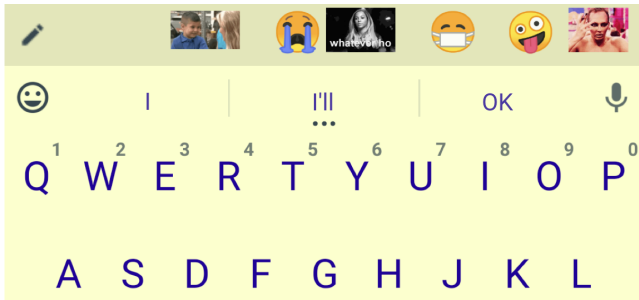 whatever ho
I I'll OK
1 2 3 4 5 6 7 8 9 0
Q W E R T Y U I O P
A S D F G H J K L